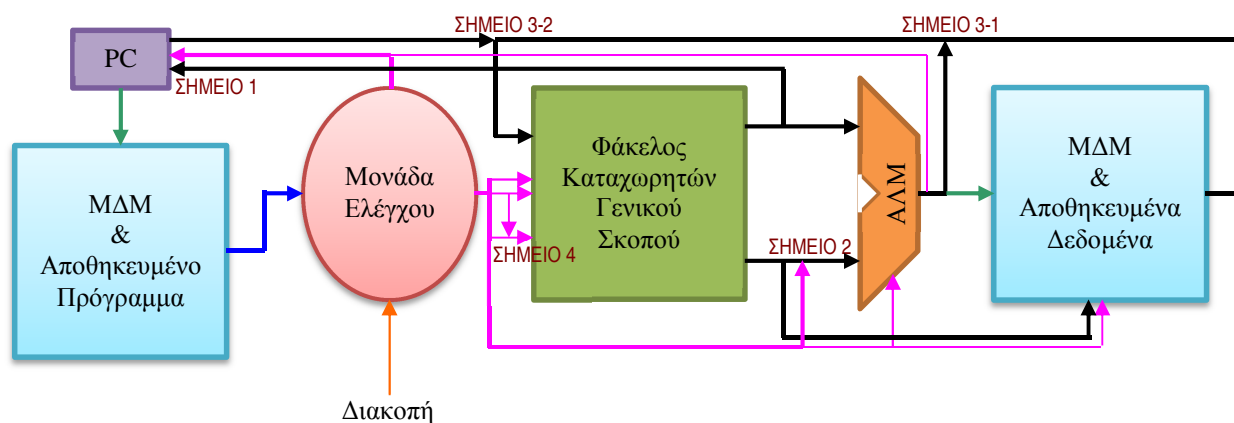 ΣΗΜΕΙΟ 3-2
ΣΗΜΕΙΟ 3-1
PC
ΣΗΜΕΙΟ 1
ΜΔΜ
&
Αποθηκευμένο
Πρόγραμμα
Μονάδα
Ελέγχου
ΣΗΜΕΙΟ 4
Φάκελος
Καταχωρητών
Γενικού
Σκοπού
ΣΗΜΕΙΟ 2
ΑΛΜ
ΜΔΜ
&
Αποθηκευμένα
Δεδομένα
Διακοπή